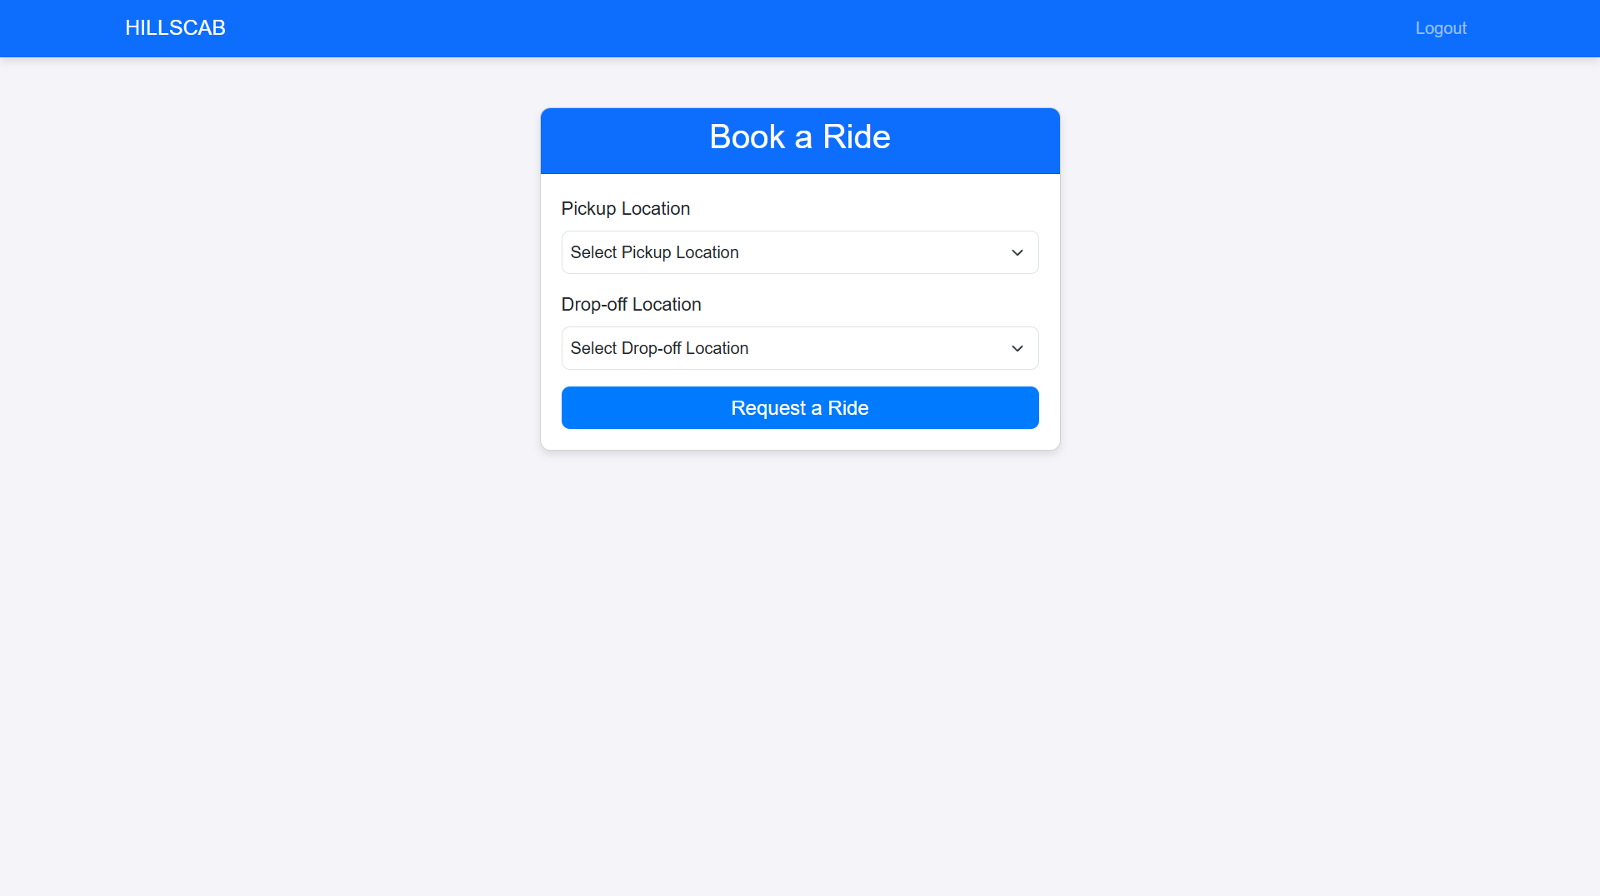 HILLSCAB
Logout
Book a Ride
Pickup Location
Select Pickup Location
Drop-off Location
Select Drop-off Location
Request a Ride